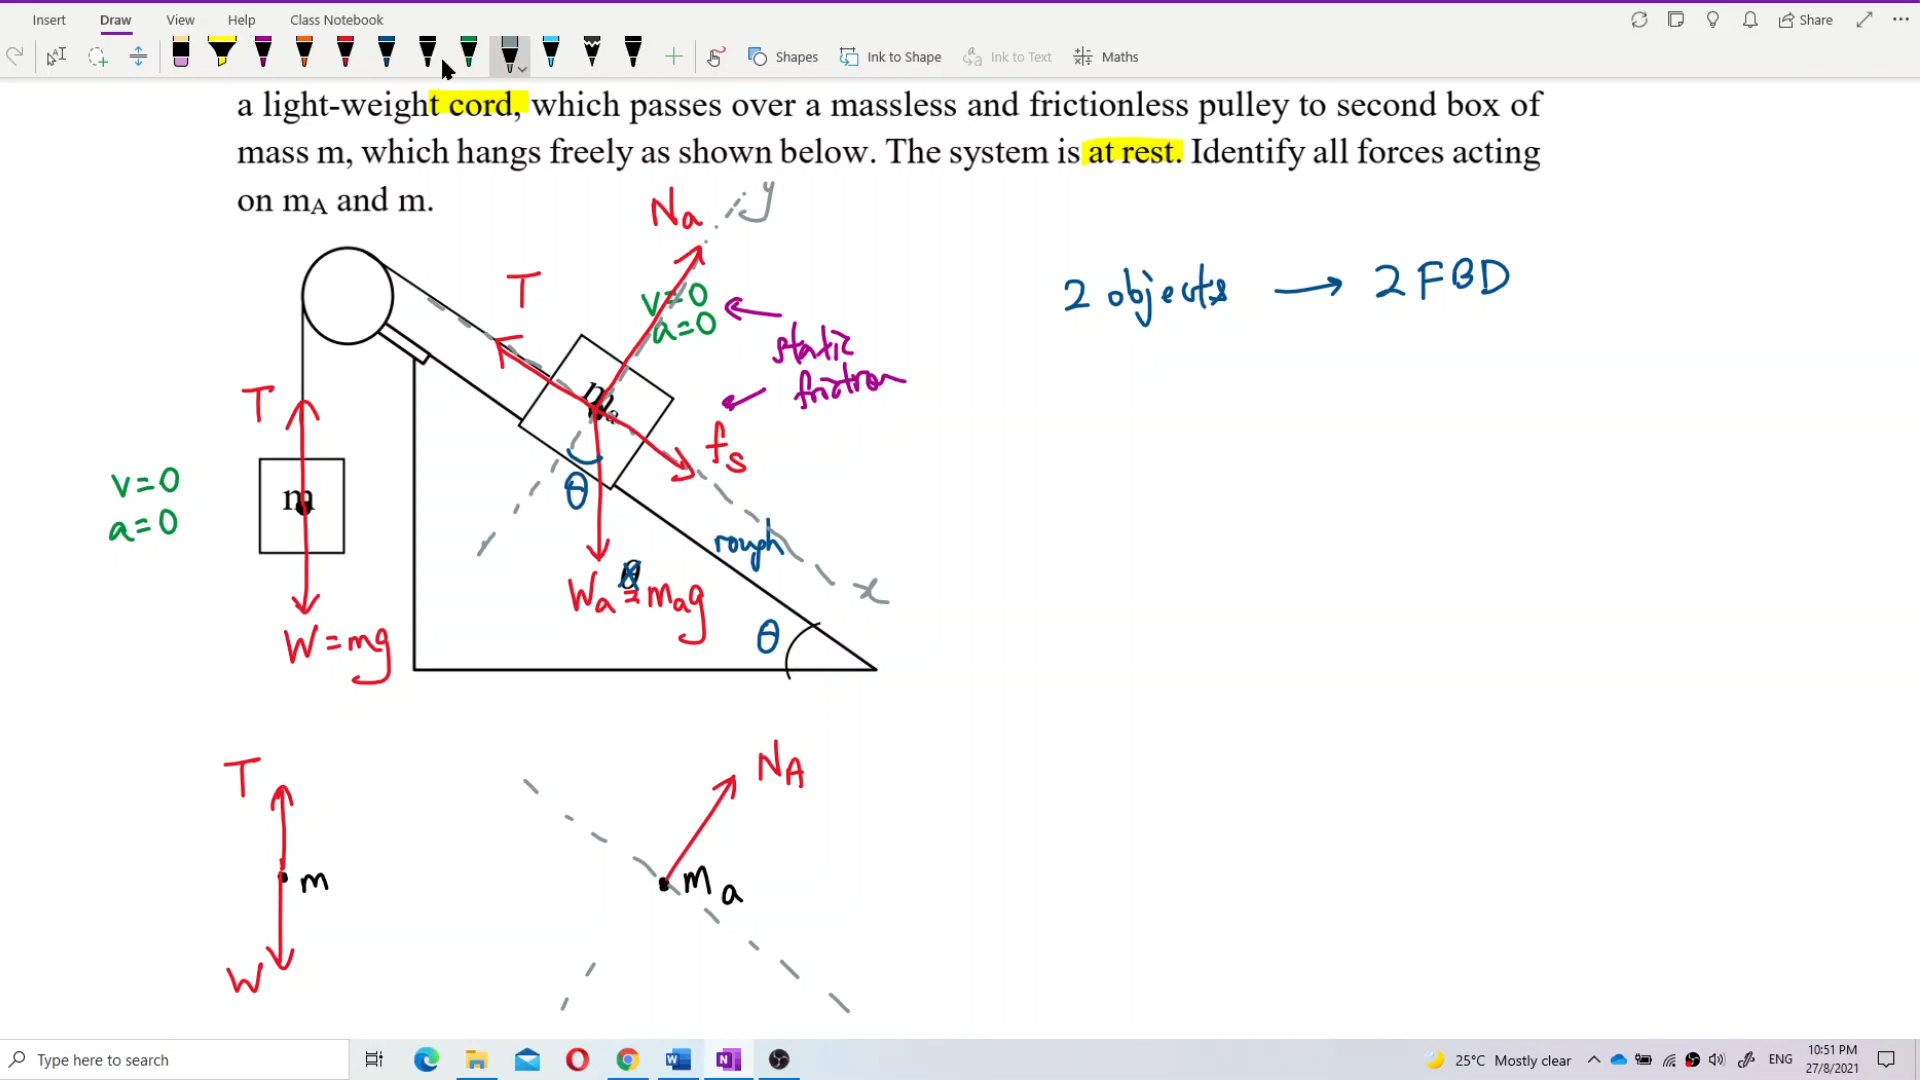 Insert Draw View Help Class Notebook Share
Shapes Ink to Shape Ink to Text Maths
a light-weight cord, which passes over a massless and frictionless pulley to second box of
mass m, which hangs freely as shown below. The system is at rest. Identify all forces acting
on mA and m.
y
Na
2 objects → 2 FBD
T
v=0
a=0
static
friction
ma
T
fs
v=0
a=0
m
θ
rough
θ
Wa = mag
x
W = mg
θ
T
NA
m
ma
W
Type here to search
25°C Mostly clear
ENG
10:51 PM
27/8/2021